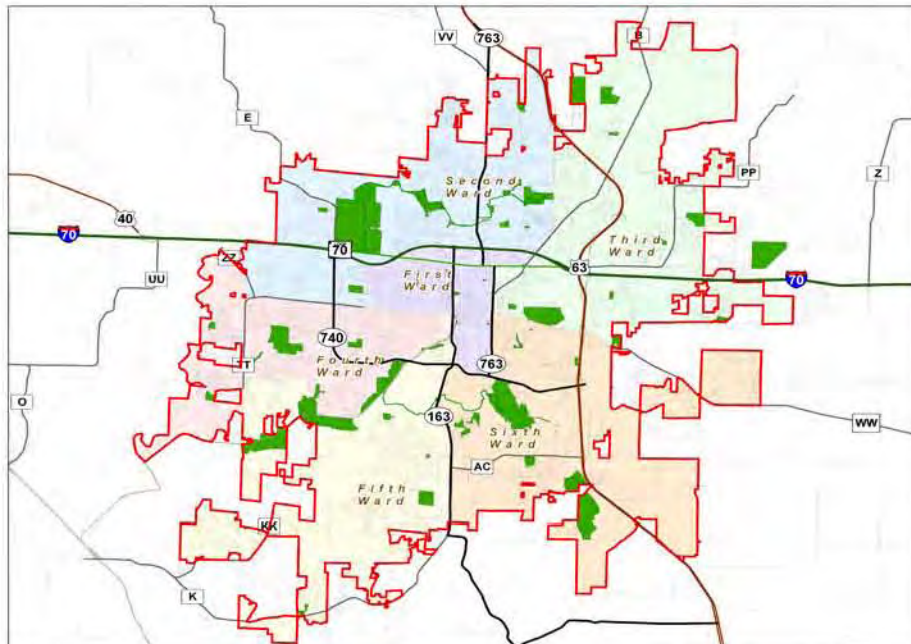 763
VV
B
E
Second
Ward
PP
Z
40
70
70
Third
Ward
ZZ
63
UU
First
Ward
70
740
TT
Fourth
Ward
763
O
163
WW
Sixth
Ward
AC
Fifth
Ward
KK
K